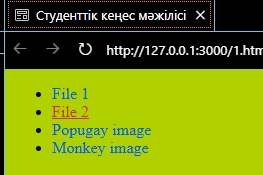 Студенттік кеңес мәжілісі
http://127.0.0.1:3000/1.htm
File 1
File 2
Popugay image
Monkey image